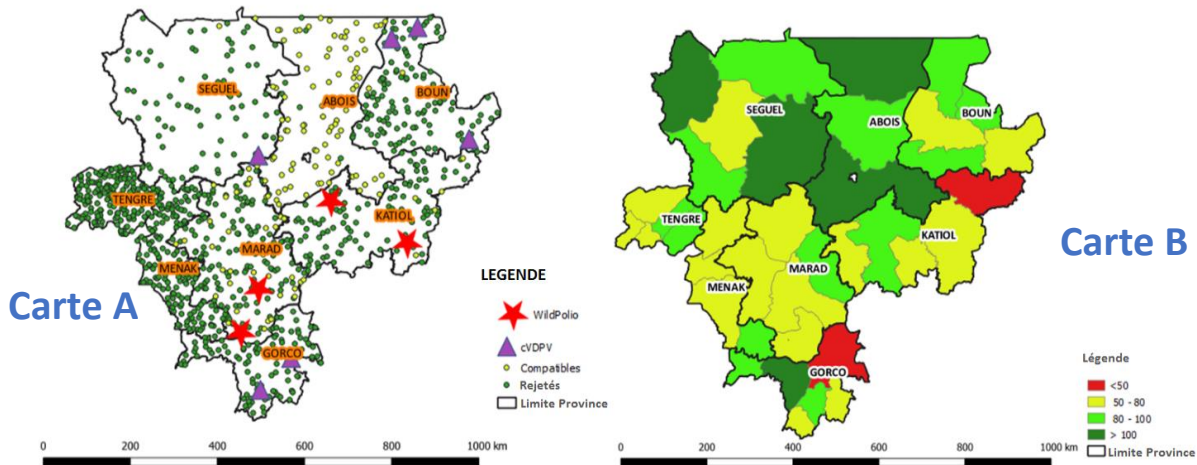 SEGUEL
ABOIS
BOUN
TENGRE
KATIOL
MARAD
MENAK
GORCO
Carte A
LEGENDE
WildPolio
cVDPV
Compatibles
Rejetés
Limite Province
0 200 400 600 800 1000 km
SEGUEL
ABOIS
BOUN
TENGRE
KATIOL
MARAD
MENAK
GORCO
Carte B
Légende
<50
50 - 80
80 - 100
> 100
Limite Province
0 200 400 600 800 1000 km